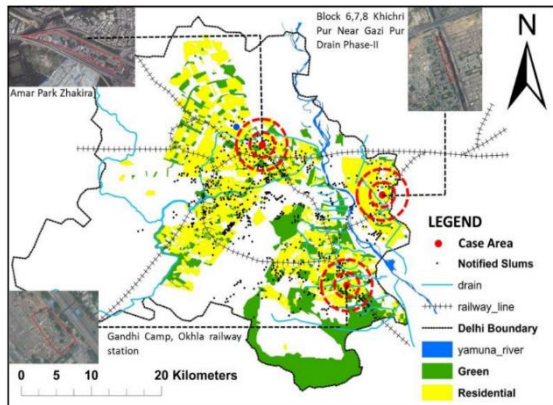 Block 6,7,8 Khichri
Pur Near Gazi Pur
Drain Phase-II
N
Amar Park Zhakira
LEGEND
Case Area
Notified Slums
drain
railway_line
Delhi Boundary
yamuna_river
Green
Residential
Gandhi Camp, Okhla railway
station
0 5 10 20 Kilometers